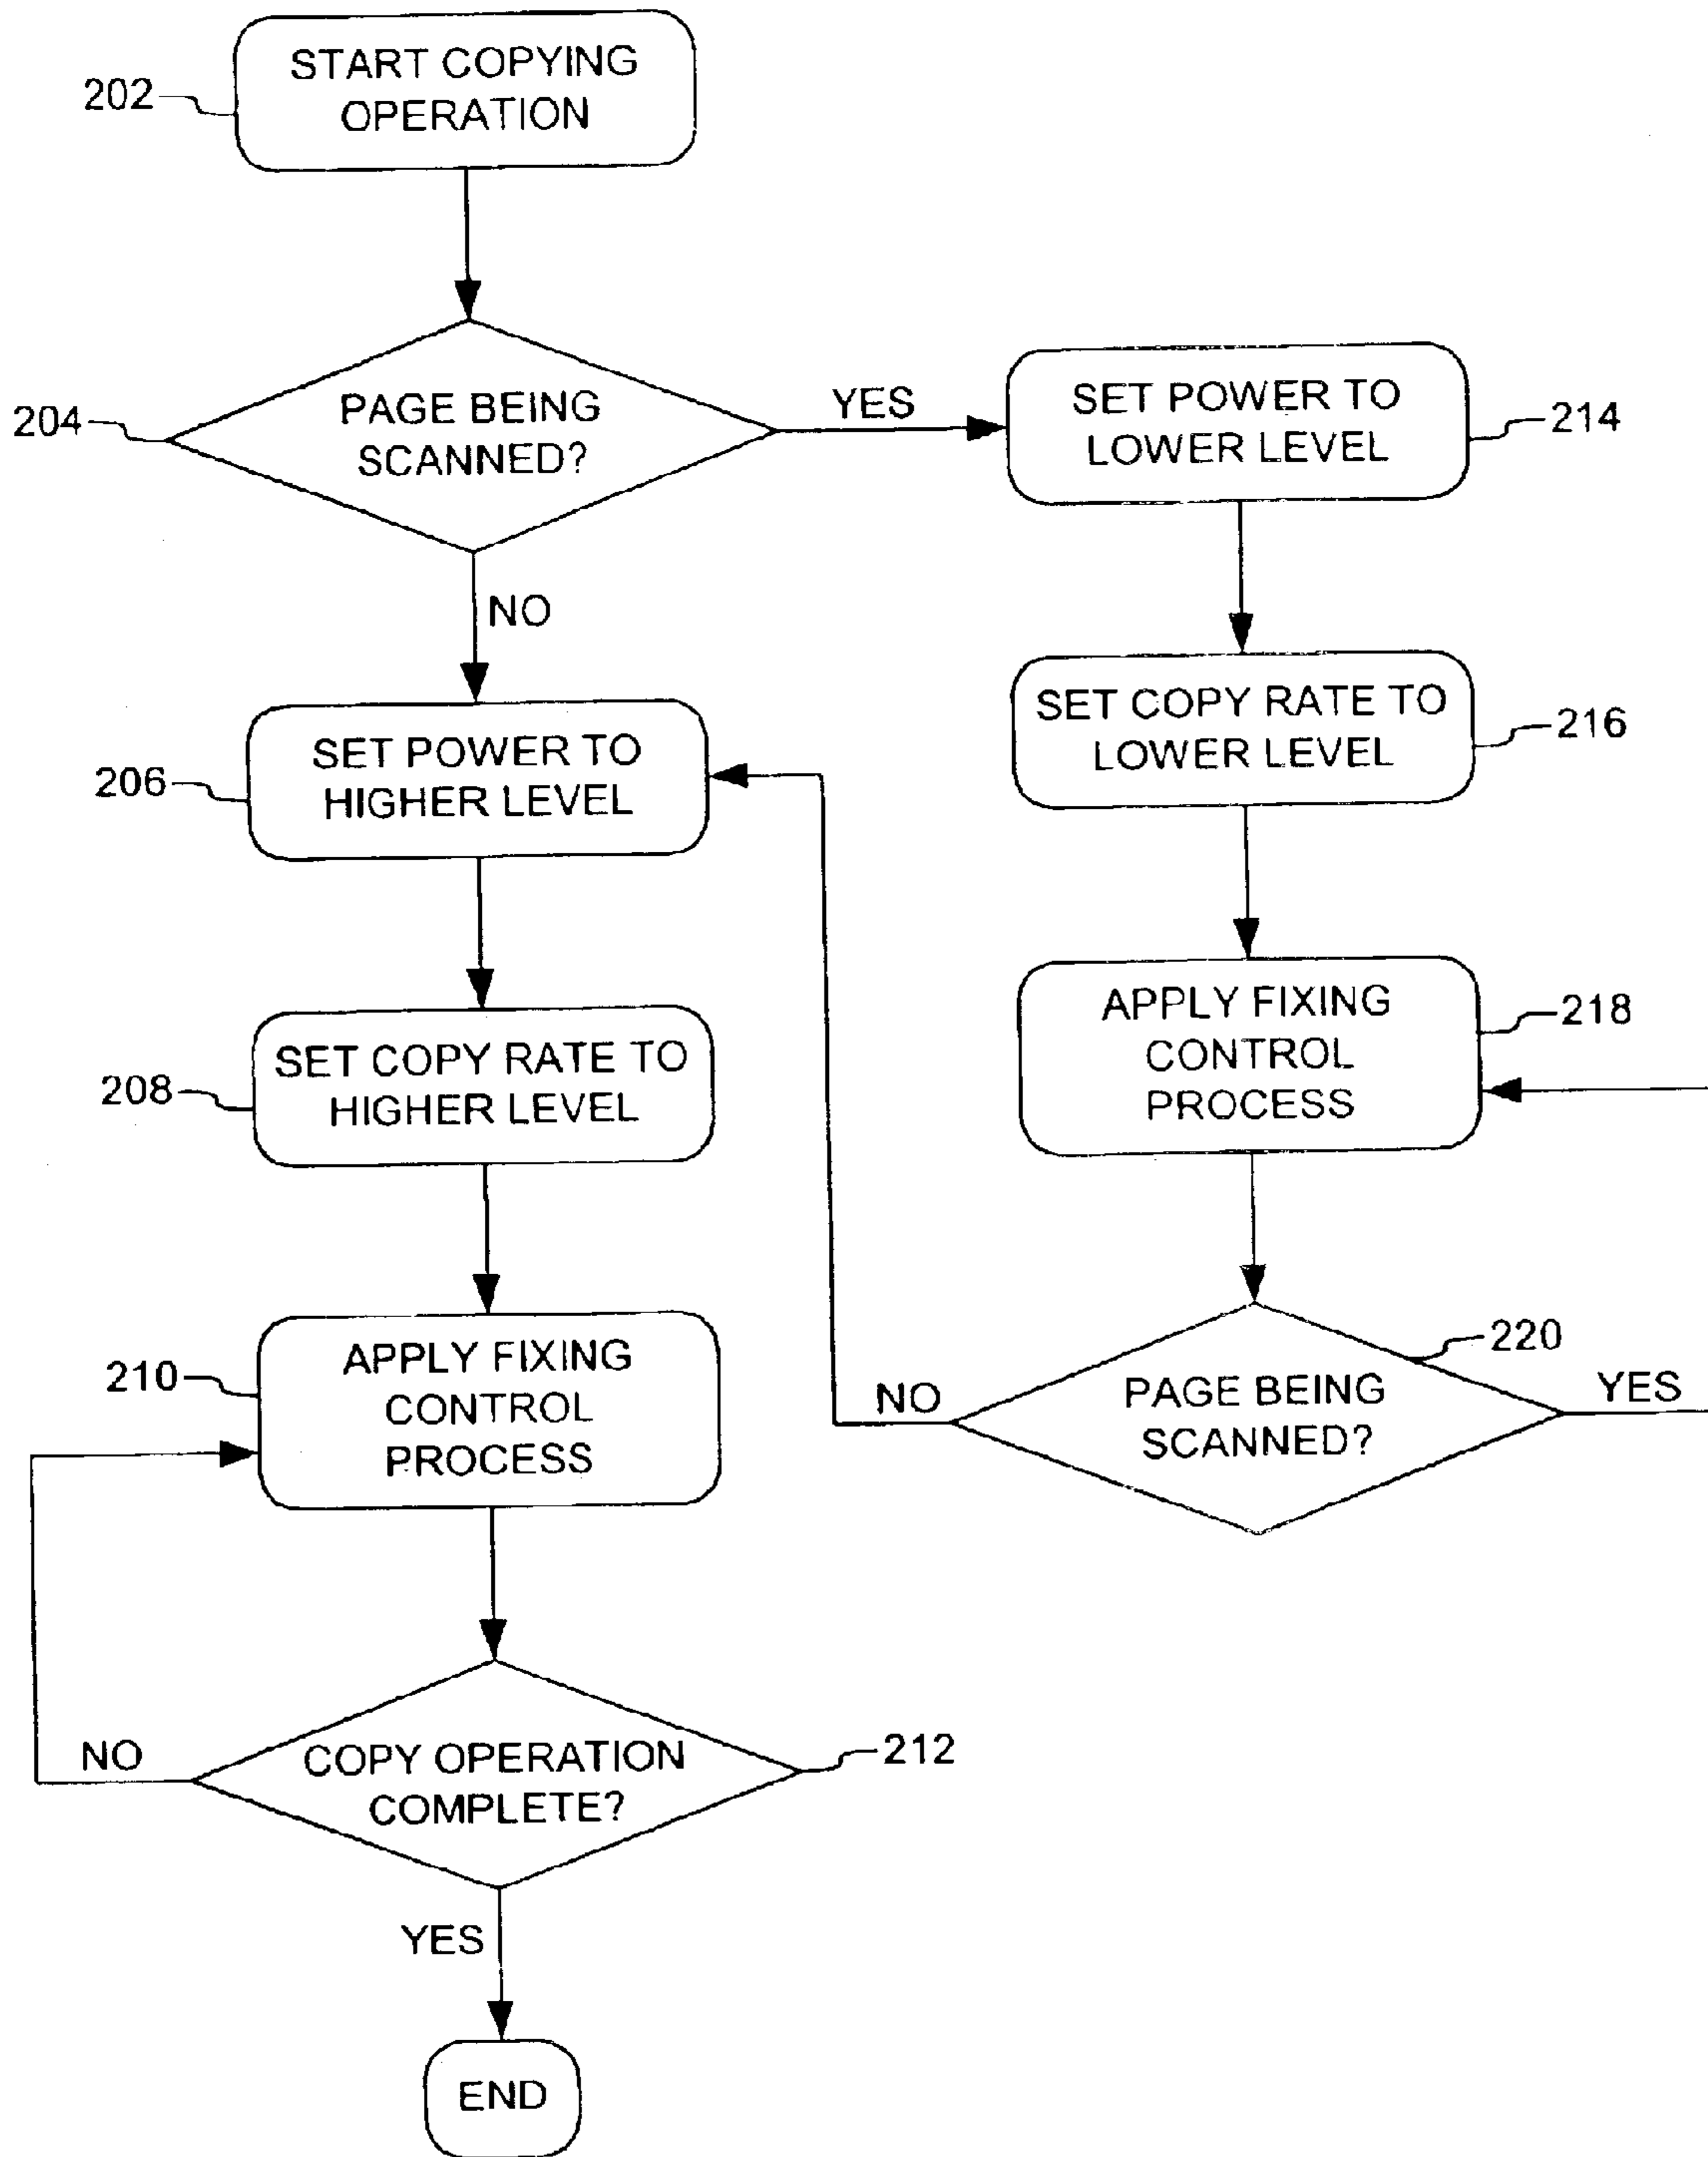 START COPYING
OPERATION
202
PAGE BEING
SCANNED?
204
YES
NO
SET POWER TO
LOWER LEVEL
214
SET COPY RATE TO
LOWER LEVEL
216
SET POWER TO
HIGHER LEVEL
206
APPLY FIXING
CONTROL
PROCESS
218
SET COPY RATE TO
HIGHER LEVEL
208
APPLY FIXING
CONTROL
PROCESS
210
220
PAGE BEING
SCANNED?
NO
YES
COPY OPERATION
COMPLETE?
212
NO
YES
END